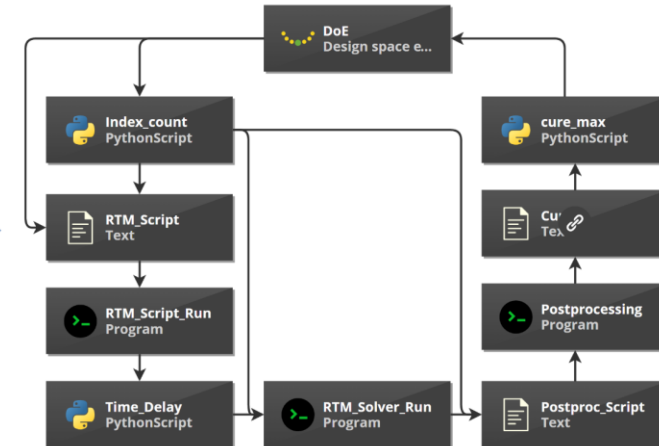 DoE
Design space e...
Index_count
PythonScript
cure_max
PythonScript
RTM_Script
Text
Text
RTM_Script_Run
Program
Postprocessing
Program
Time_Delay
PythonScript
RTM_Solver_Run
Program
Postproc_Script
Text